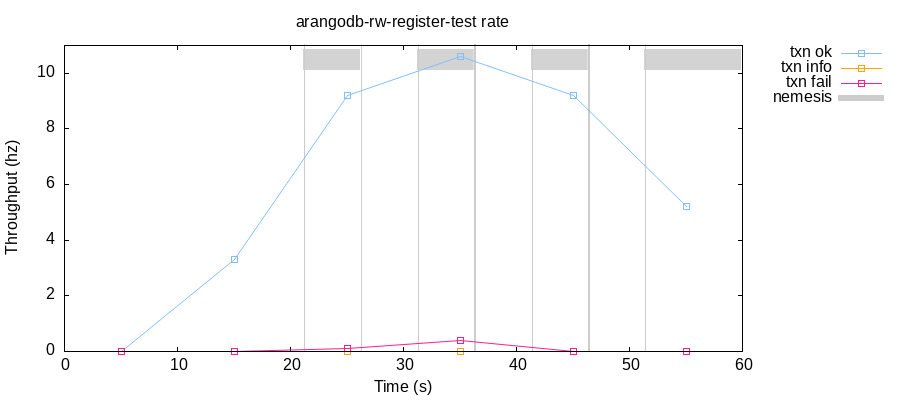 arangodb-rw-register-test rate
txn ok
txn info
txn fail
nemesis
Throughput (hz)
10
8
6
4
2
0
0 10 20 30 40 50 60
Time (s)